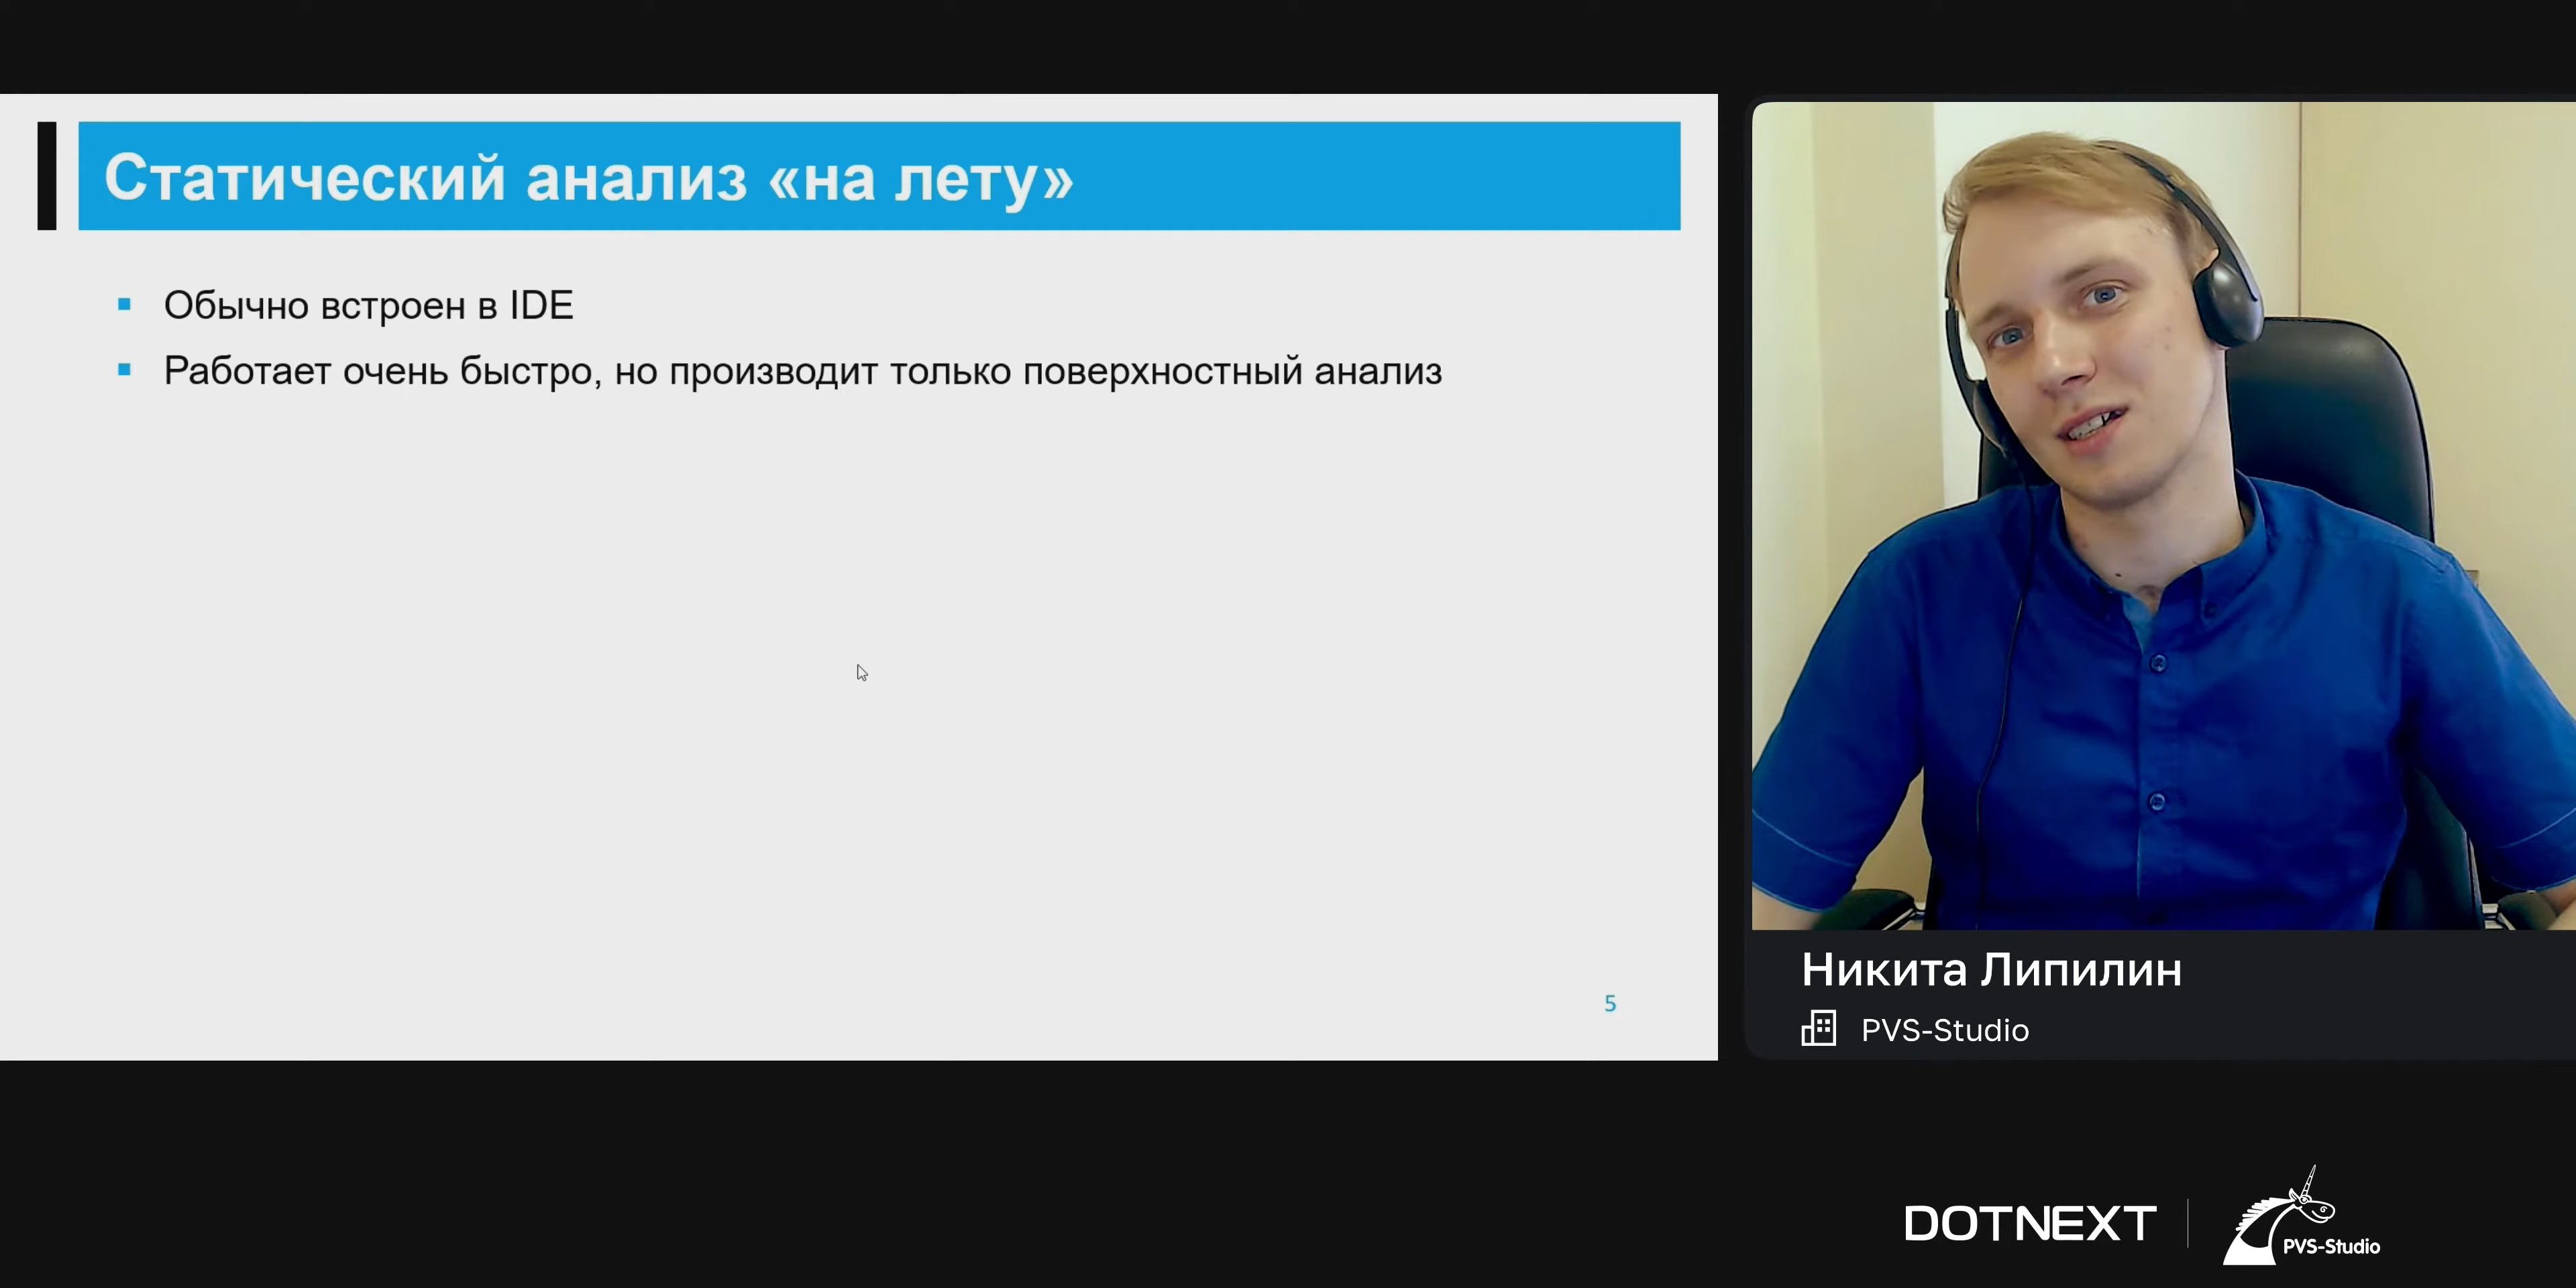 Статический анализ «на лету»
Обычно встроен в IDE
Работает очень быстро, но производит только поверхностный анализ
5
Никита Липилин
PVS-Studio
DOTNEXT
PVS-Studio